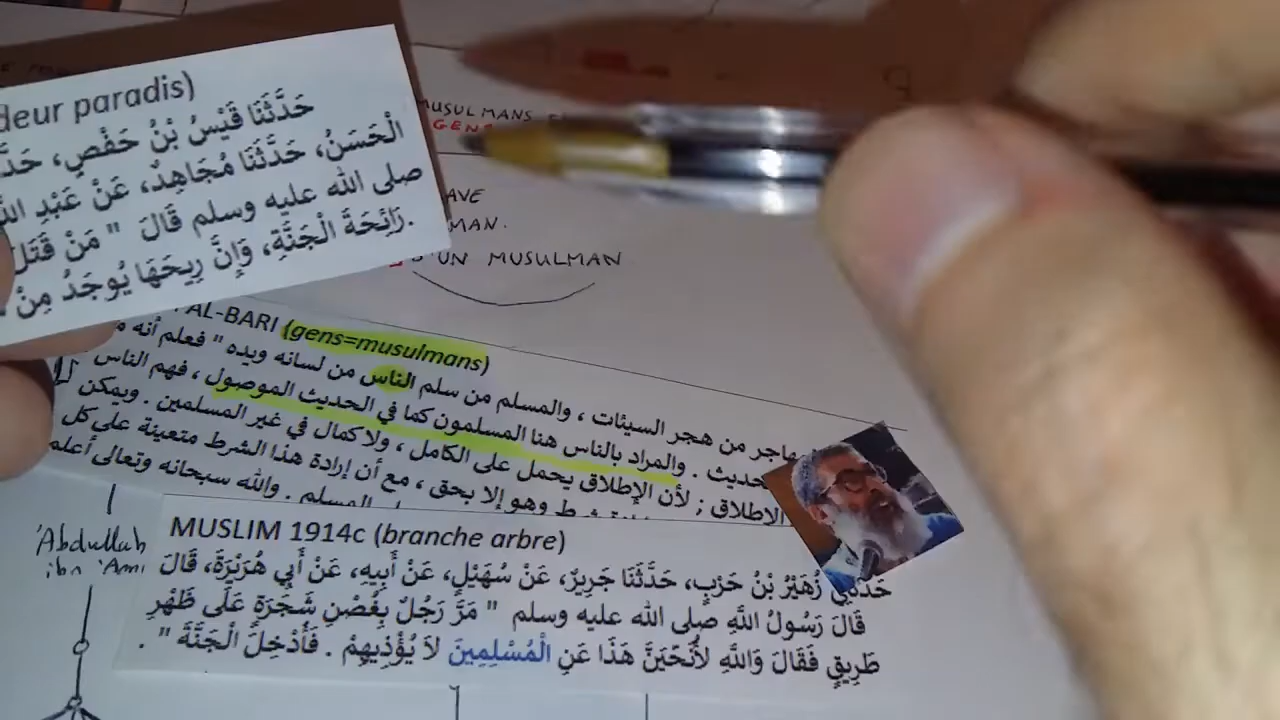 deur paradis)
حَدَّثَنَا قَيْسُ بْنُ حَفْصٍ،
الْحَسَنُ، حَدَّثَنَا مُجَاهِدٌ، عَنْ عَبْدِ
صلى الله عليه وسلم قَالَ " مَنْ قَتَلَ
رَائِحَةَ الْجَنَّةِ، وَإِنَّ رِيحَهَا يُوجَدُ مِنْ
MUSULMANS
GENS
AVE
MAN.
UN MUSULMAN
AL-BARI (gens=musulmans)
هاجر من هجر السيئات ، والمسلم من سلم الناس من لسانه ويده " فعلم أنه
حديث . والمراد بالناس هنا المسلمون كما في الحديث الموصول ، فهم الناس
الإطلاق ; لأن الإطلاق يحمل على الكامل ، ولا كمال في غير المسلمين . ويمكن
وهو إلا بحق ، مع أن إرادة هذا الشرط متعينة على كل
المسلم . والله سبحانه وتعالى أعلم
'Abdullah
ibn 'Amr
MUSLIM 1914c (branche arbre)
حَدَّثَنِي زُهَيْرُ بْنُ حَرْبٍ، حَدَّثَنَا جَرِيرٌ، عَنْ سُهَيْلٍ، عَنْ أَبِيهِ، عَنْ أَبِي هُرَيْرَةَ، قَالَ
قَالَ رَسُولُ اللَّهِ صلى الله عليه وسلم " مَرَّ رَجُلٌ بِغُصْنِ شَجَرَةٍ عَلَى ظَهْرِ
طَرِيقٍ فَقَالَ وَاللَّهِ لأُنَحِّيَنَّ هَذَا عَنِ الْمُسْلِمِينَ لاَ يُؤْذِيهِمْ . فَأُدْخِلَ الْجَنَّةَ " .